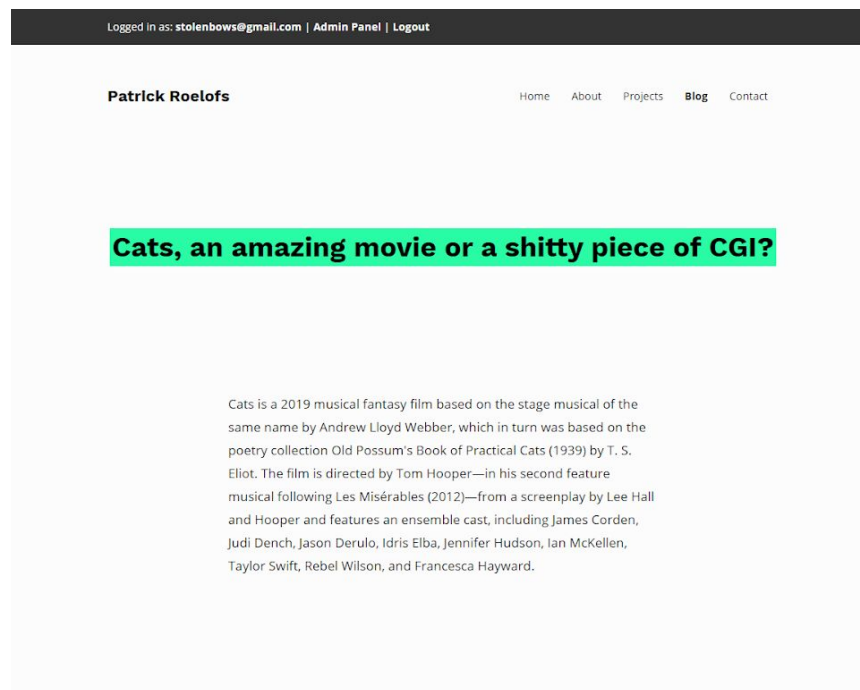 Logged in as: stolenbows@gmail.com | Admin Panel | Logout
Patrick Roelofs
Home About Projects Blog Contact
Cats, an amazing movie or a shitty piece of CGI?
Cats is a 2019 musical fantasy film based on the stage musical of the
same name by Andrew Lloyd Webber, which in turn was based on the
poetry collection Old Possum's Book of Practical Cats (1939) by T. S.
Eliot. The film is directed by Tom Hooper—in his second feature
musical following Les Misérables (2012)—from a screenplay by Lee Hall
and Hooper and features an ensemble cast, including James Corden,
Judi Dench, Jason Derulo, Idris Elba, Jennifer Hudson, Ian McKellen,
Taylor Swift, Rebel Wilson, and Francesca Hayward.